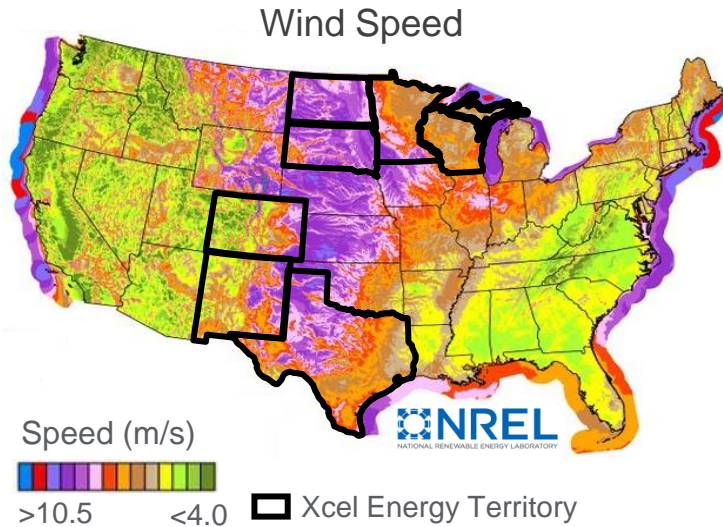 Wind Speed
NREL
NATIONAL RENEWABLE ENERGY LABORATORY
Speed (m/s)
>10.5 <4.0
Xcel Energy Territory